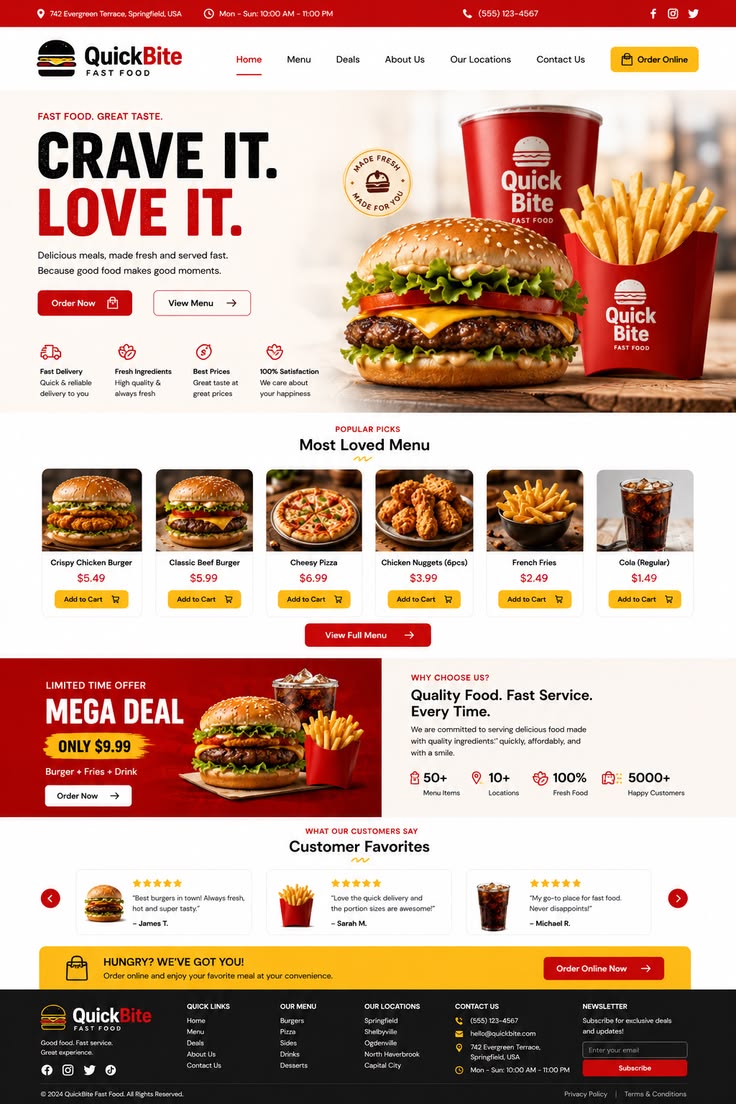 742 Evergreen Terrace, Springfield, USA
Mon - Sun: 10:00 AM - 11:00 PM
(555) 123-4567
QuickBite
FAST FOOD
Home
Menu
Deals
About Us
Our Locations
Contact Us
Order Online
FAST FOOD. GREAT TASTE.
CRAVE IT.
LOVE IT.
Delicious meals, made fresh and served fast.
Because good food makes good moments.
Order Now
View Menu
MADE FRESH
MADE FOR YOU
Quick
Bite
FAST FOOD
Quick
Bite
FAST FOOD
Fast Delivery
Quick & reliable
delivery to you
Fresh Ingredients
High quality &
always fresh
Best Prices
Great taste at
great prices
100% Satisfaction
We care about
your happiness
POPULAR PICKS
Most Loved Menu
Crispy Chicken Burger
$5.49
Add to Cart
Classic Beef Burger
$5.99
Add to Cart
Cheesy Pizza
$6.99
Add to Cart
Chicken Nuggets (6pcs)
$3.99
Add to Cart
French Fries
$2.49
Add to Cart
Cola (Regular)
$1.49
Add to Cart
View Full Menu
LIMITED TIME OFFER
MEGA DEAL
ONLY $9.99
Burger + Fries + Drink
Order Now
WHY CHOOSE US?
Quality Food. Fast Service.
Every Time.
We are committed to serving delicious food made
with quality ingredients:" quickly, affordably, and
with a smile.
50+
Menu Items
10+
Locations
100%
Fresh Food
5000+
Happy Customers
WHAT OUR CUSTOMERS SAY
Customer Favorites
"Best burgers in town! Always fresh,
hot and super tasty."
- James T.
"Love the quick delivery and
the portion sizes are awesome!"
- Sarah M.
"My go-to place for fast food.
Never disappoints!"
- Michael R.
HUNGRY? WE'VE GOT YOU!
Order online and enjoy your favorite meal at your convenience.
Order Online Now
QuickBite
FAST FOOD
Good food. Fast service.
Great experience.
QUICK LINKS
Home
Menu
Deals
About Us
Contact Us
OUR MENU
Burgers
Pizza
Sides
Drinks
Desserts
OUR LOCATIONS
Springfield
Shelbyville
Ogdenville
North Haverbrook
Capital City
CONTACT US
(555) 123-4567
hello@quickbite.com
742 Evergreen Terrace,
Springfield, USA
Mon - Sun: 10:00 AM - 11:00 PM
NEWSLETTER
Subscribe for exclusive deals
and updates!
Enter your email
Subscribe
© 2024 QuickBite Fast Food. All Rights Reserved.
Privacy Policy | Terms & Conditions